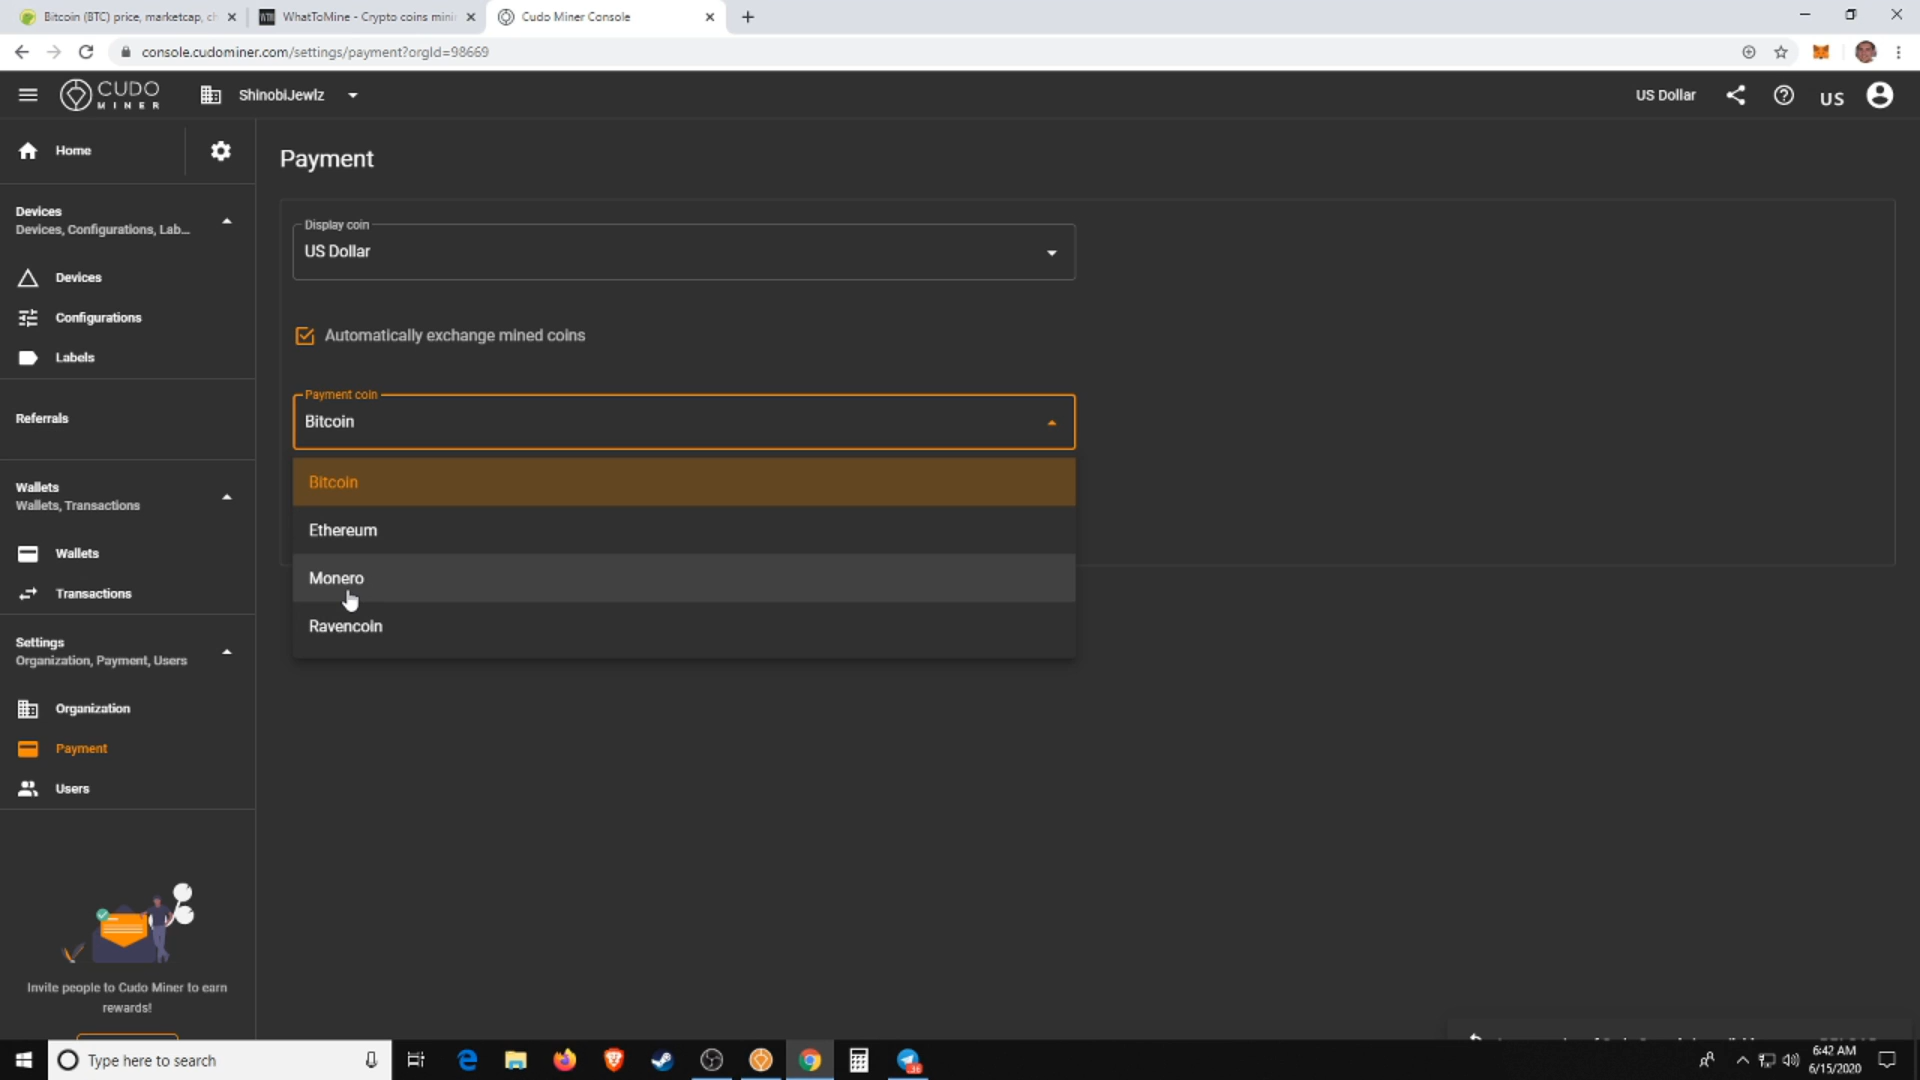 Bitcoin (BTC) price, marketcap, ch
WhatToMine - Crypto coins mini
Cudo Miner Console
console.cudominer.com/settings/payment?orgId=98669
CUDO
MINER
ShinobiJewlz
US Dollar
US
Home
Payment
Devices
Devices, Configurations, Lab...
Display coin
US Dollar
Devices
Configurations
Automatically exchange mined coins
Labels
Payment coin
Bitcoin
Referrals
Bitcoin
Wallets
Wallets, Transactions
Ethereum
Wallets
Monero
Transactions
Ravencoin
Settings
Organization, Payment, Users
Organization
Payment
Users
Invite people to Cudo Miner to earn
rewards!
Type here to search
6:42 AM
6/15/2020